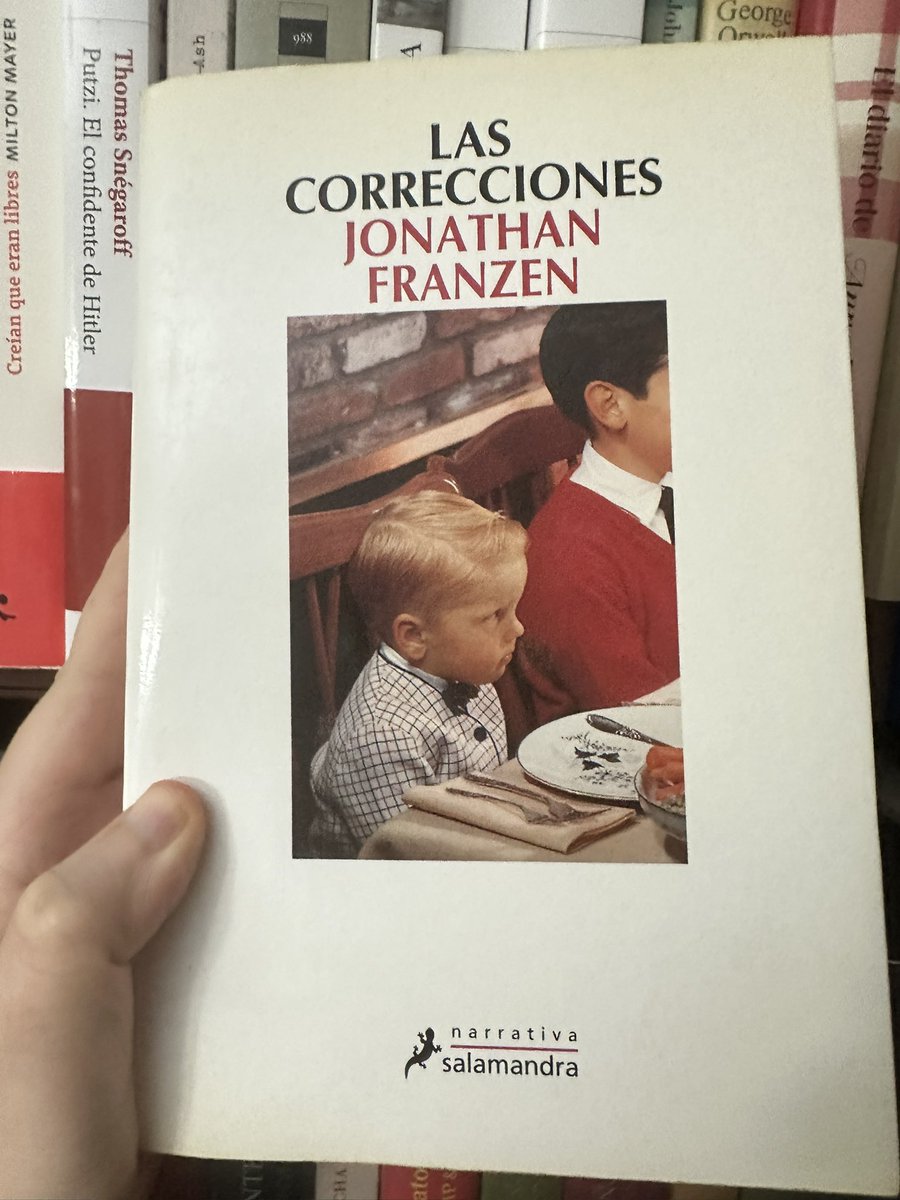 Creían que eran libres MILTON MAYER
Thomas Snégaroff
Putzi. El confidente de Hitler
-Ash
988
A
George
Orwell
El diario de
LAS
CORRECCIONES
JONATHAN
FRANZEN
narrativa
salamandra